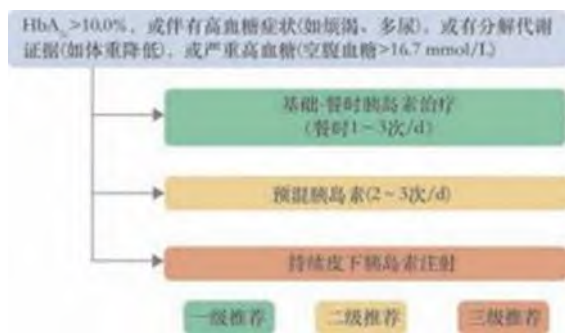 HbA₁c>10.0%，或伴有高血糖症状(如烦渴、多尿)，或有分解代谢
证据(如体重降低)，或严重高血糖(空腹血糖>16.7 mmol/L)
基础-餐时胰岛素治疗
(餐时1～3次/d)
预混胰岛素(2～3次/d)
持续皮下胰岛素注射
一级推荐
二级推荐
三级推荐